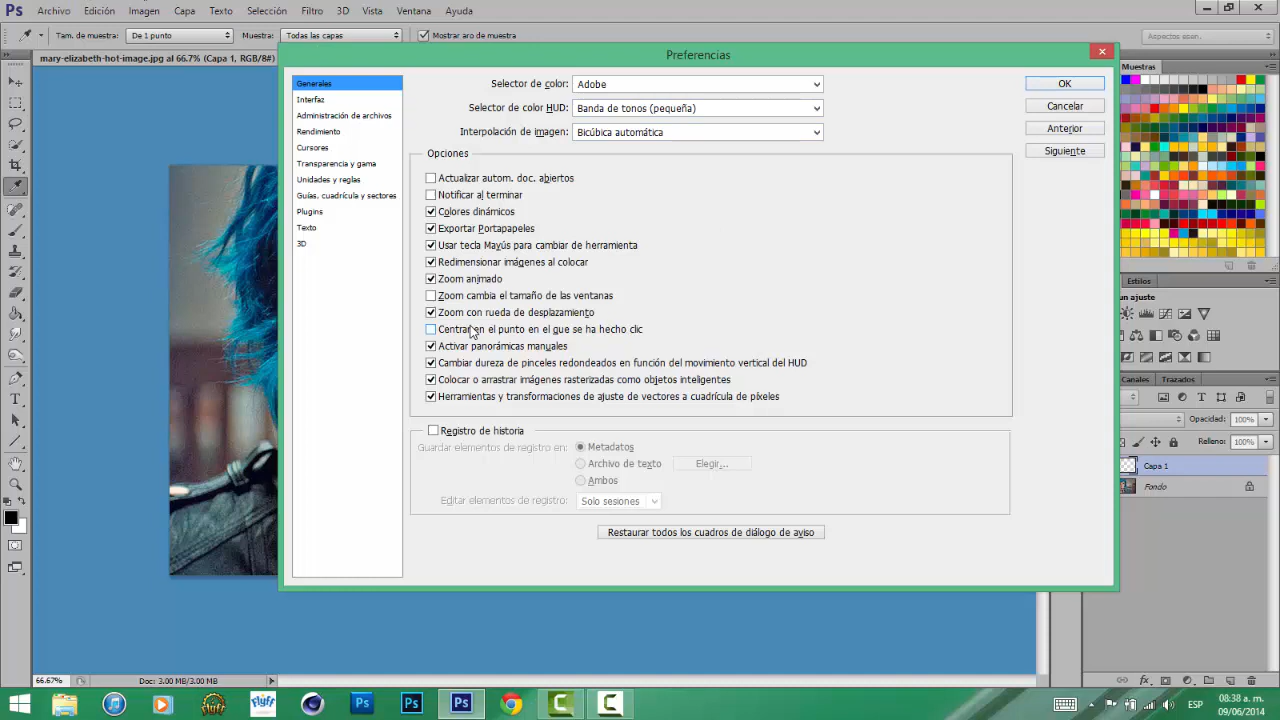 Ps Archivo Edición Imagen Capa Texto Selección Filtro 3D Vista Ventana Ayuda
Tam. de muestra: De 1 punto Muestra: Todas las capas Mostrar aro de muestra Aspectos esen.
mary-elizabeth-hot-image.jpg al 66.7% (Capa 1, RGB/8#)
Preferencias
Muestras
Generales
Interfaz
Administración de archivos
Rendimiento
Cursores
Transparencia y gama
Unidades y reglas
Guías, cuadrícula y sectores
Plugins
Texto
3D
Selector de color: Adobe
Selector de color HUD: Banda de tonos (pequeña)
Interpolación de imagen: Bicúbica automática
OK
Cancelar
Anterior
Siguiente
Opciones
Actualizar autom. doc. abiertos
Notificar al terminar
Colores dinámicos
Exportar Portapapeles
Usar tecla Mayús para cambiar de herramienta
Redimensionar imágenes al colocar
Zoom animado
Zoom cambia el tamaño de las ventanas
Zoom con rueda de desplazamiento
Centrar en el punto en el que se ha hecho clic
Activar panorámicas manuales
Cambiar dureza de pinceles redondeados en función del movimiento vertical del HUD
Colocar o arrastrar imágenes rasterizadas como objetos inteligentes
Herramientas y transformaciones de ajuste de vectores a cuadrícula de píxeles
Registro de historia
Guardar elementos de registro en: Metadatos
Archivo de texto Elegir...
Ambos
Editar elementos de registro: Solo sesiones
Restaurar todos los cuadros de diálogo de aviso
Estilos
un ajuste
Canales Trazados
Opacidad: 100%
Relleno: 100%
Capa 1
Fondo
fx
66.67% Doc: 3.00 MB/3.00 MB
Flyff Ps Ps Ps
ESP
08:38 a. m.
09/06/2014